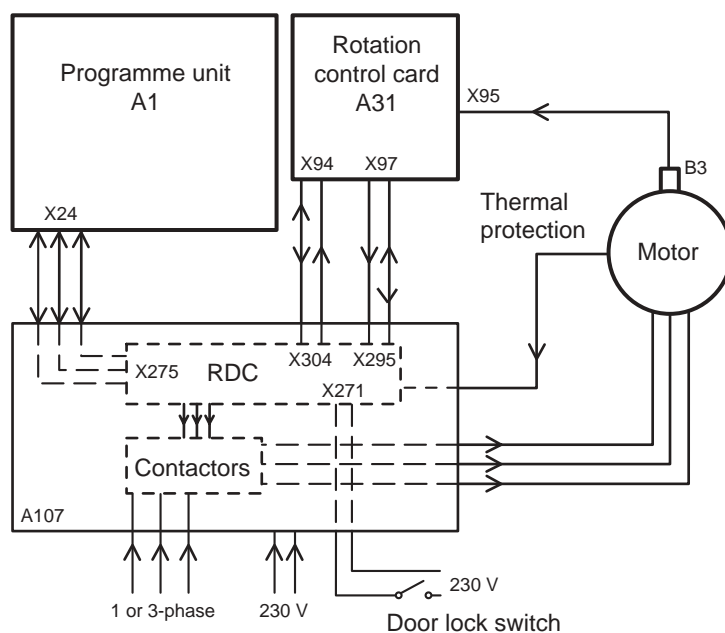 Programme unit
A1
X24
Rotation
control card
A31
X94
X97
X95
B3
Thermal
protection
Motor
X304
X295
X275
RDC
X271
Contactors
A107
1 or 3-phase
230 V
230 V
Door lock switch